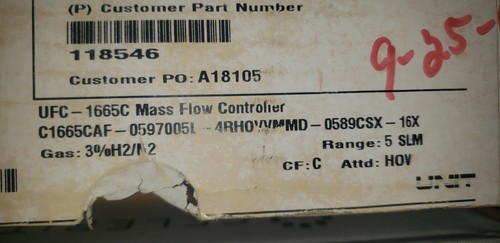 (P) Customer Part Number
118546
Customer PO: A18105
9-25-
UFC-1665C Mass Flow Controller
C1665CAF-0597005L -4RHOVVMMD-0589CSX-16X
Gas: 3%H2/N2 Range: 5 SLM
CF: C Attd: HOV
UNIT